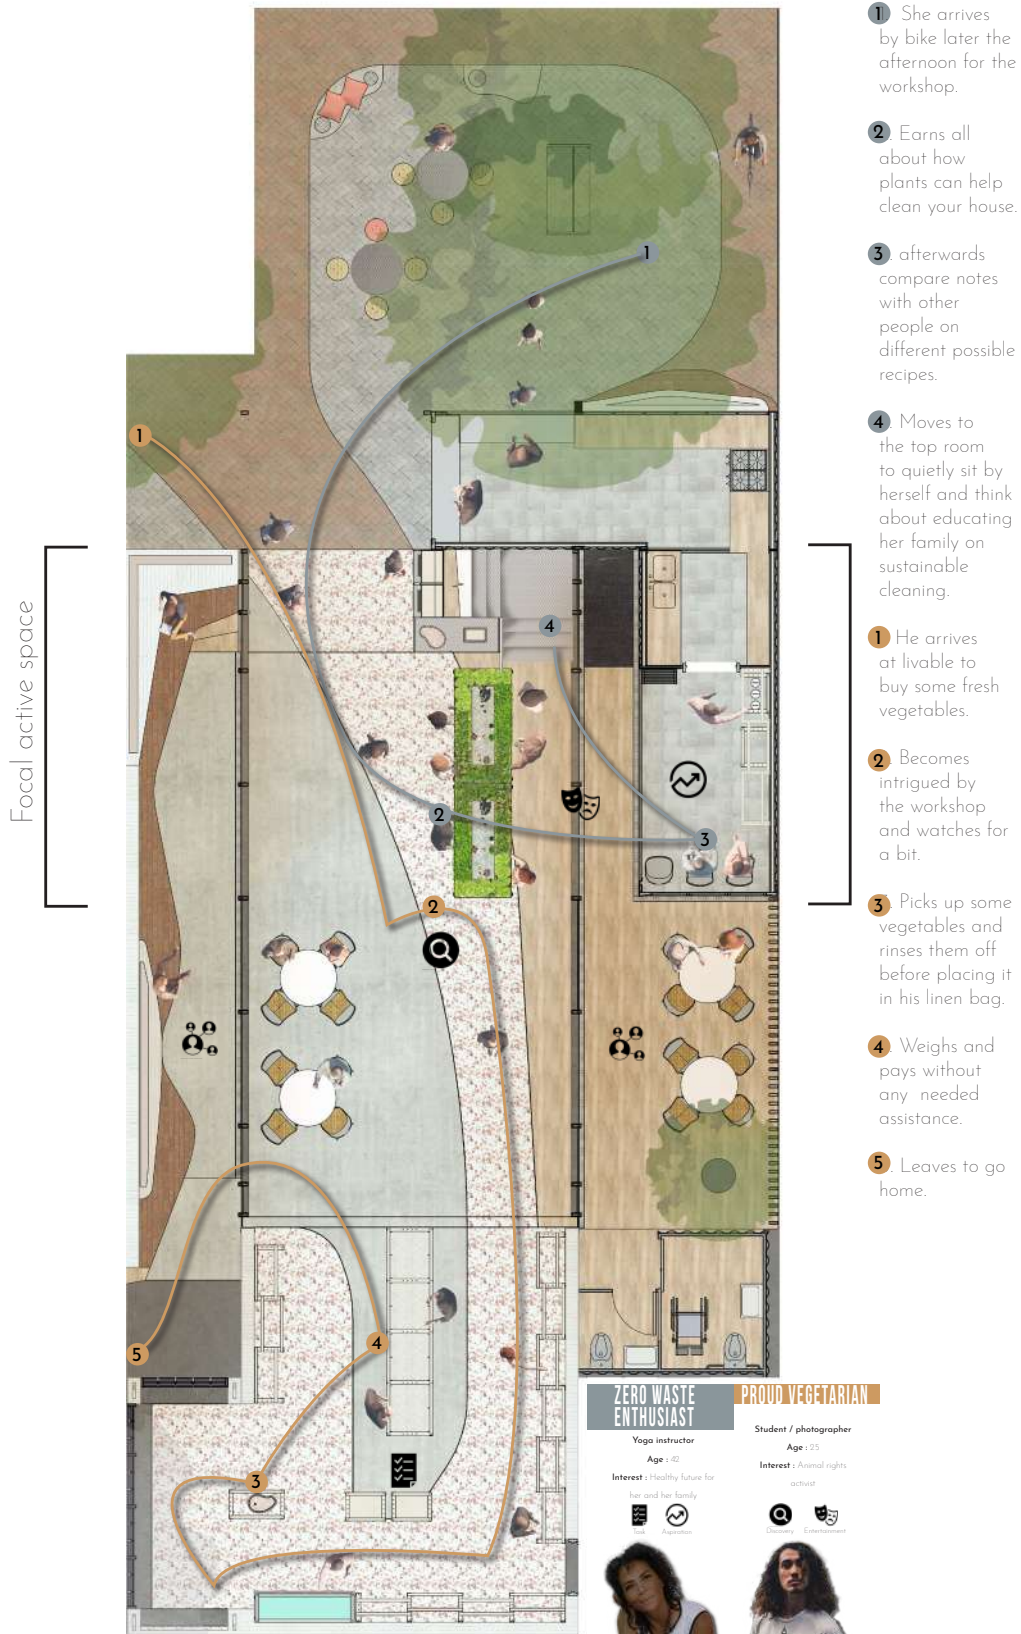 1. She arrives
by bike later the
afternoon for the
workshop.
2. Earns all
about how
plants can help
clean your house.
3. afterwards
compare notes
with other
people on
different possible
recipes.
4. Moves to
the top room
to quietly sit by
herself and think
about educating
her family on
sustainable
cleaning.
1 He arrives
at livable to
buy some fresh
vegetables.
2. Becomes
intrigued by
the workshop
and watches for
a bit.
3. Picks up some
vegetables and
rinses them off
before placing it
in his linen bag.
4. Weighs and
pays without
any needed
assistance.
5. Leaves to go
home.
Focal active space
1
1
4
2
3
2
4
5
3
ZERO WASTE
ENTHUSIAST
Yoga instructor
Age : 42
Interest : Healthy future for
her and her family
Task
Aspiration
PROUD VEGETARIAN
Student / photographer
Age : 25
Interest : Animal rights
activist
Discovery
Entertainment